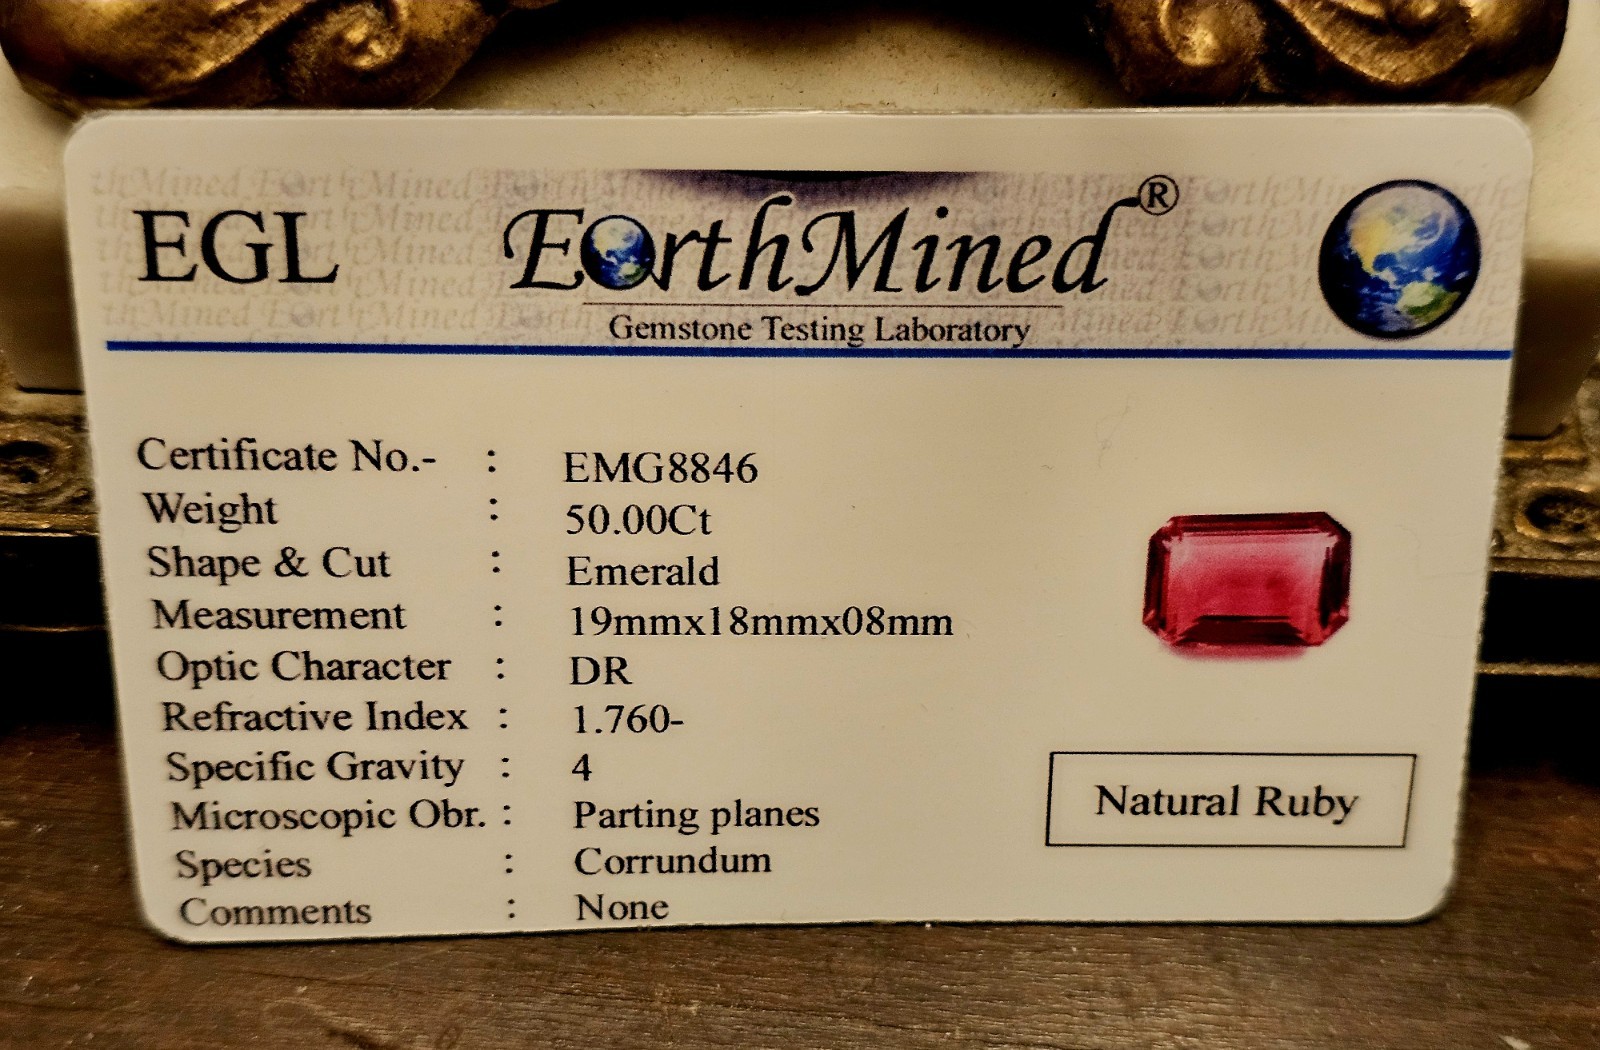 EGL
EarthMined®
Gemstone Testing Laboratory
Certificate No.- : EMG8846
Weight : 50.00Ct
Shape & Cut : Emerald
Measurement : 19mmx18mmx08mm
Optic Character : DR
Refractive Index : 1.760-
Specific Gravity : 4
Microscopic Obr. : Parting planes
Species : Corrundum
Comments : None
Natural Ruby